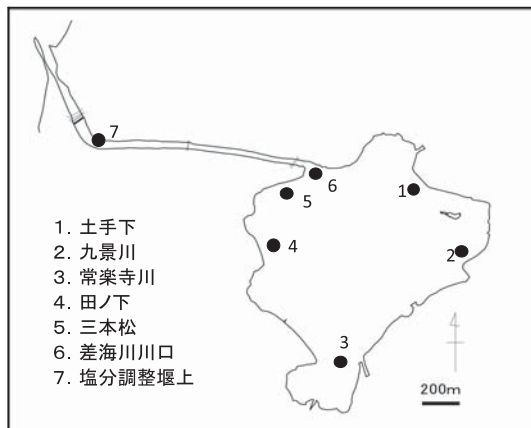 7
6
1
5
4
2
3
1. 土手下
2. 九景川
3. 常楽寺川
4. 田ノ下
5. 三本松
6. 差海川川口
7. 塩分調整堰上
200m